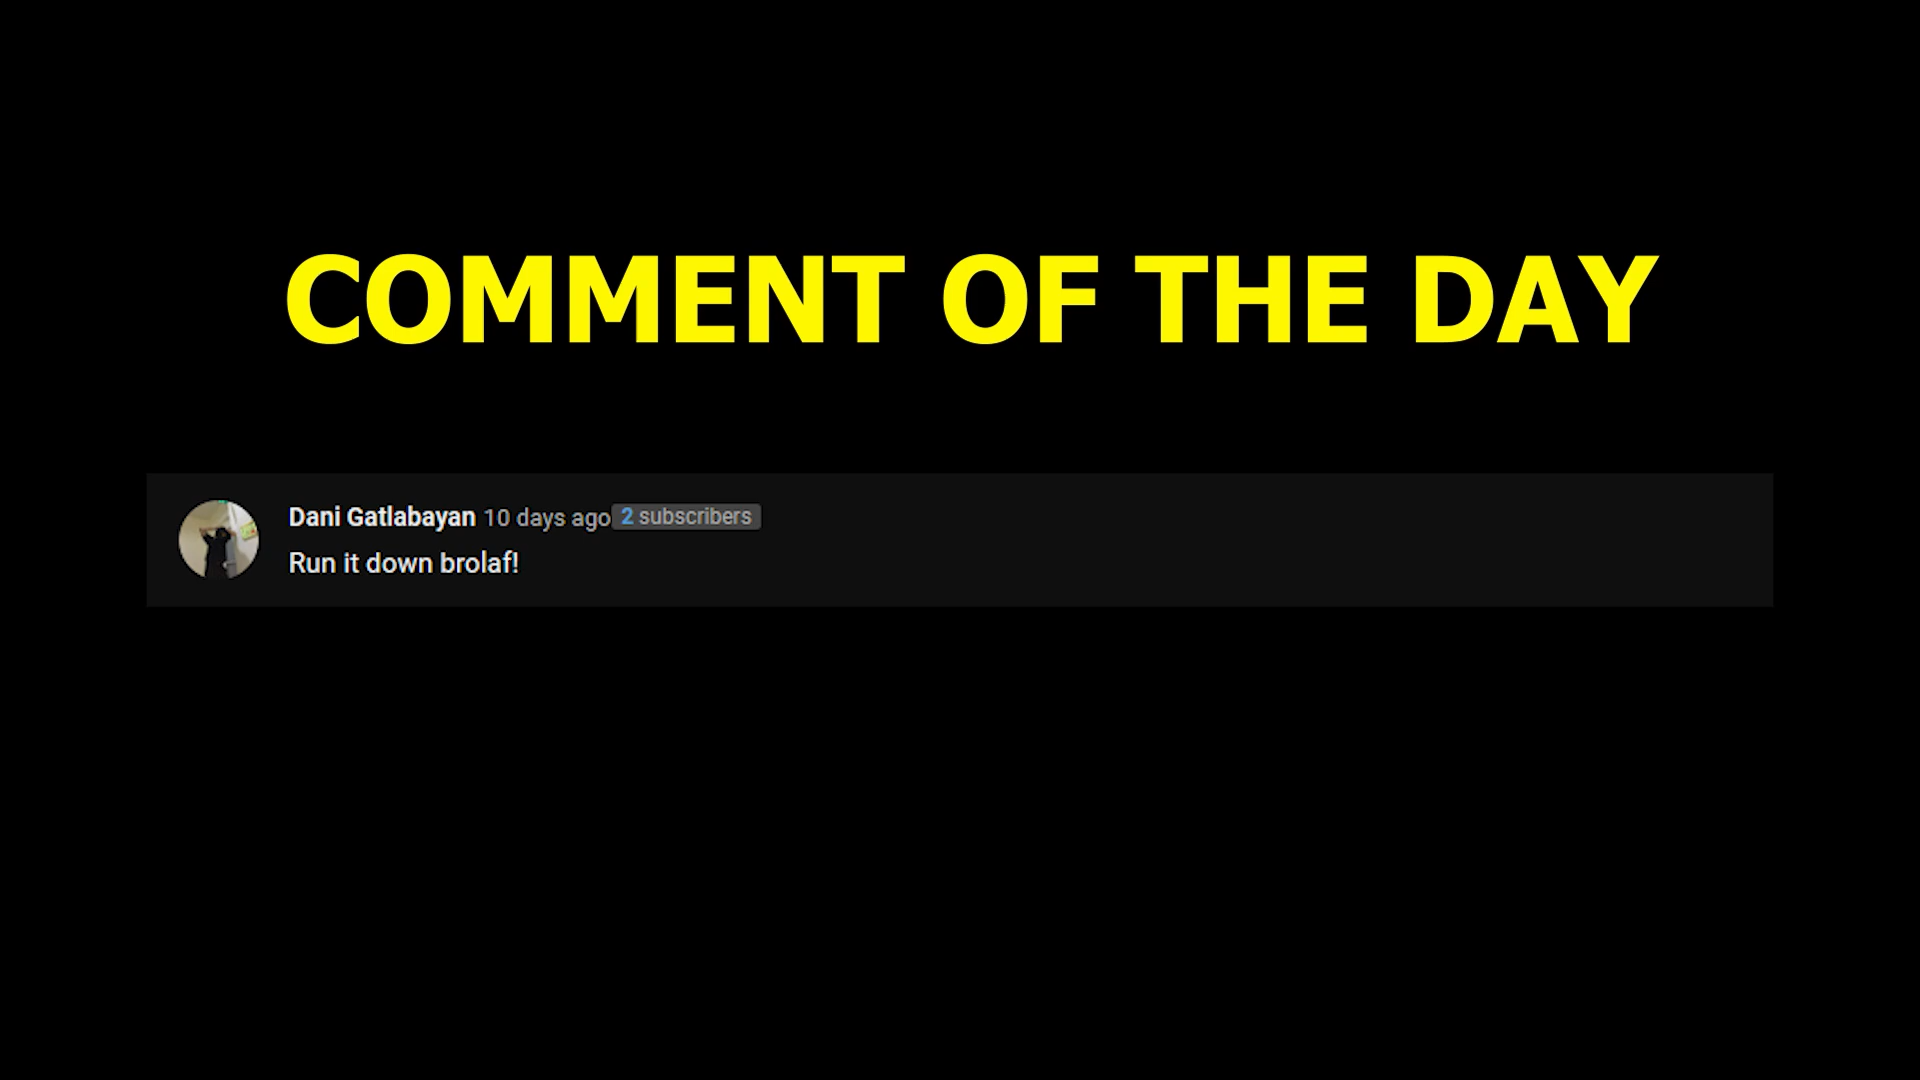 COMMENT OF THE DAY
Dani Gatlabayan 10 days ago 2 subscribers
Run it down brolaf!